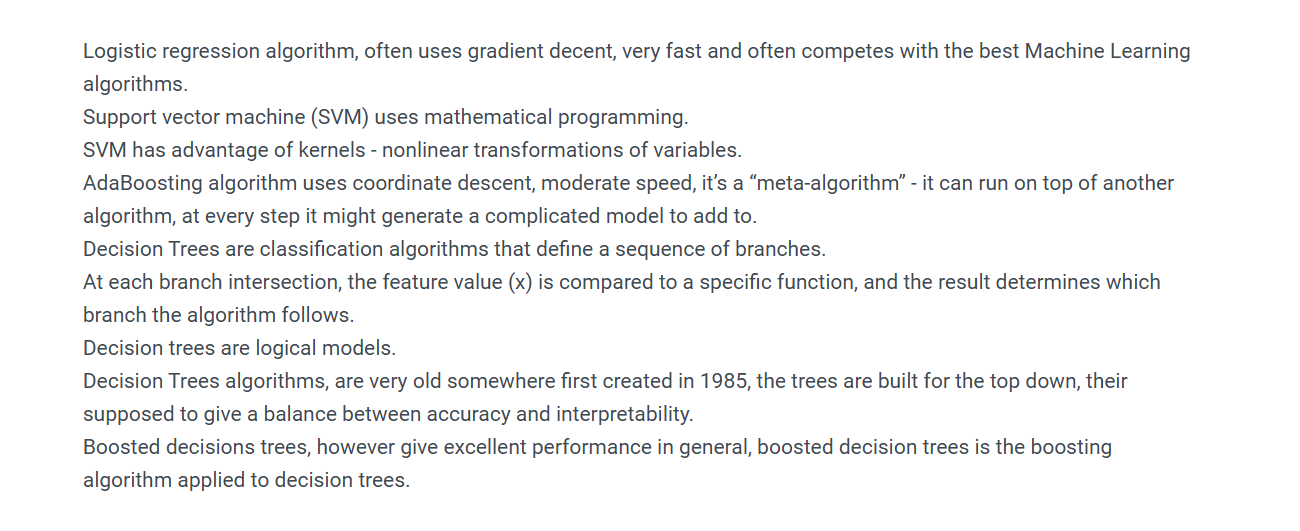 Logistic regression algorithm, often uses gradient decent, very fast and often competes with the best Machine Learning
algorithms.
Support vector machine (SVM) uses mathematical programming.
SVM has advantage of kernels - nonlinear transformations of variables.
AdaBoosting algorithm uses coordinate descent, moderate speed, it’s a “meta-algorithm” - it can run on top of another
algorithm, at every step it might generate a complicated model to add to.
Decision Trees are classification algorithms that define a sequence of branches.
At each branch intersection, the feature value (x) is compared to a specific function, and the result determines which
branch the algorithm follows.
Decision trees are logical models.
Decision Trees algorithms, are very old somewhere first created in 1985, the trees are built for the top down, their
supposed to give a balance between accuracy and interpretability.
Boosted decisions trees, however give excellent performance in general, boosted decision trees is the boosting
algorithm applied to decision trees.